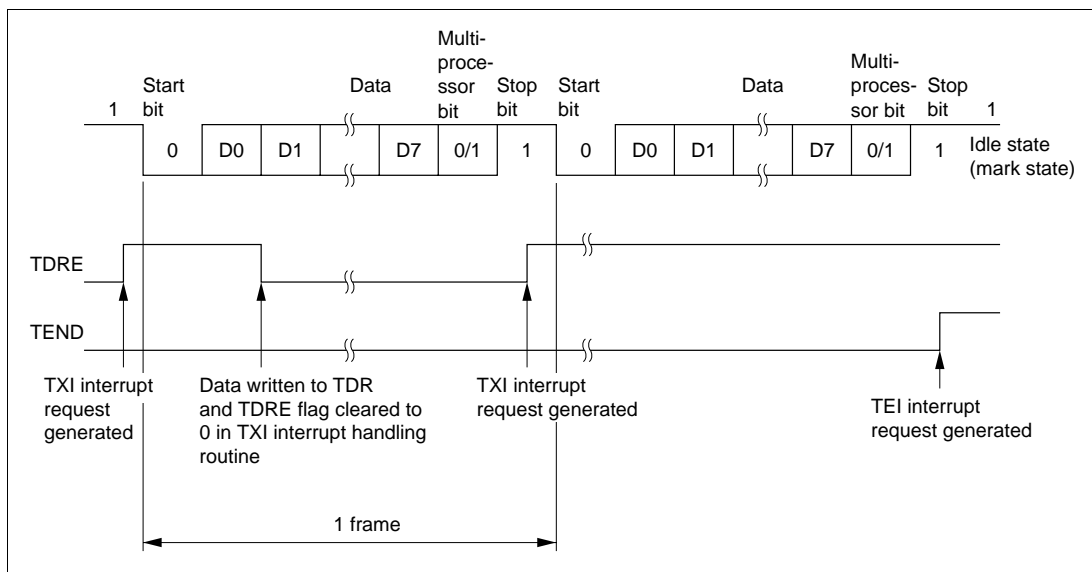 Start
bit
Data
Multi-
proce-
ssor
bit
Stop
bit
Start
bit
Data
Multi-
proces-
sor bit
Stop
bit
1
1
0
D0
D1
D7
0/1
1
0
D0
D1
D7
0/1
1
Idle state
(mark state)
TDRE
TEND
TXI interrupt
request
generated
Data written to TDR
and TDRE flag cleared to
0 in TXI interrupt handling
routine
TXI interrupt
request generated
TEI interrupt
request generated
1 frame